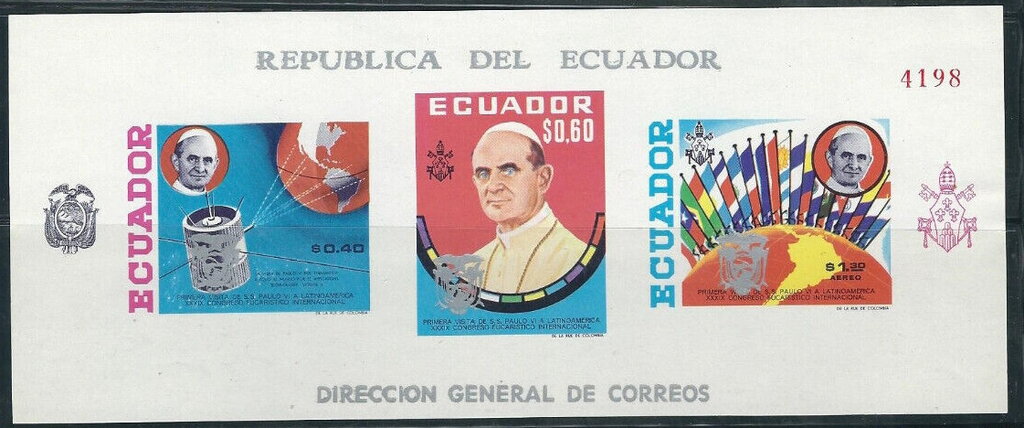 REPUBLICA DEL ECUADOR
4198
ECUADOR
$0.40
PRIMERA VISITA DE S.S. PAULO VI A LATINOAMERICA
XXXIX CONGRESO EUCARISTICO INTERNACIONAL
DE LA RUE DE COLOMBIA
ECUADOR
$0,60
PRIMERA VISITA DE S.S. PAULO VI A LATINOAMERICA
XXXIX CONGRESO EUCARISTICO INTERNACIONAL
DE LA RUE DE COLOMBIA
ECUADOR
$1.30
AEREO
PRIMERA VISITA DE S.S. PAULO VI A LATINOAMERICA
XXXIX CONGRESO EUCARISTICO INTERNACIONAL
DE LA RUE DE COLOMBIA
DIRECCION GENERAL DE CORREOS